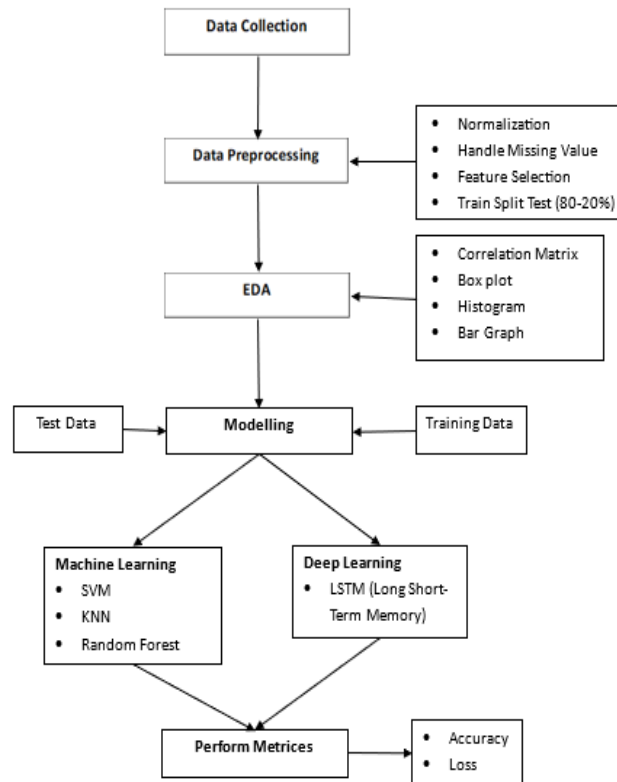 Data Collection
Data Preprocessing
• Normalization
• Handle Missing Value
• Feature Selection
• Train Split Test (80-20%)
EDA
• Correlation Matrix
• Box plot
• Histogram
• Bar Graph
Test Data
Modelling
Training Data
Machine Learning
• SVM
• KNN
• Random Forest
Deep Learning
• LSTM (Long Short-
Term Memory)
Perform Metrices
• Accuracy
• Loss